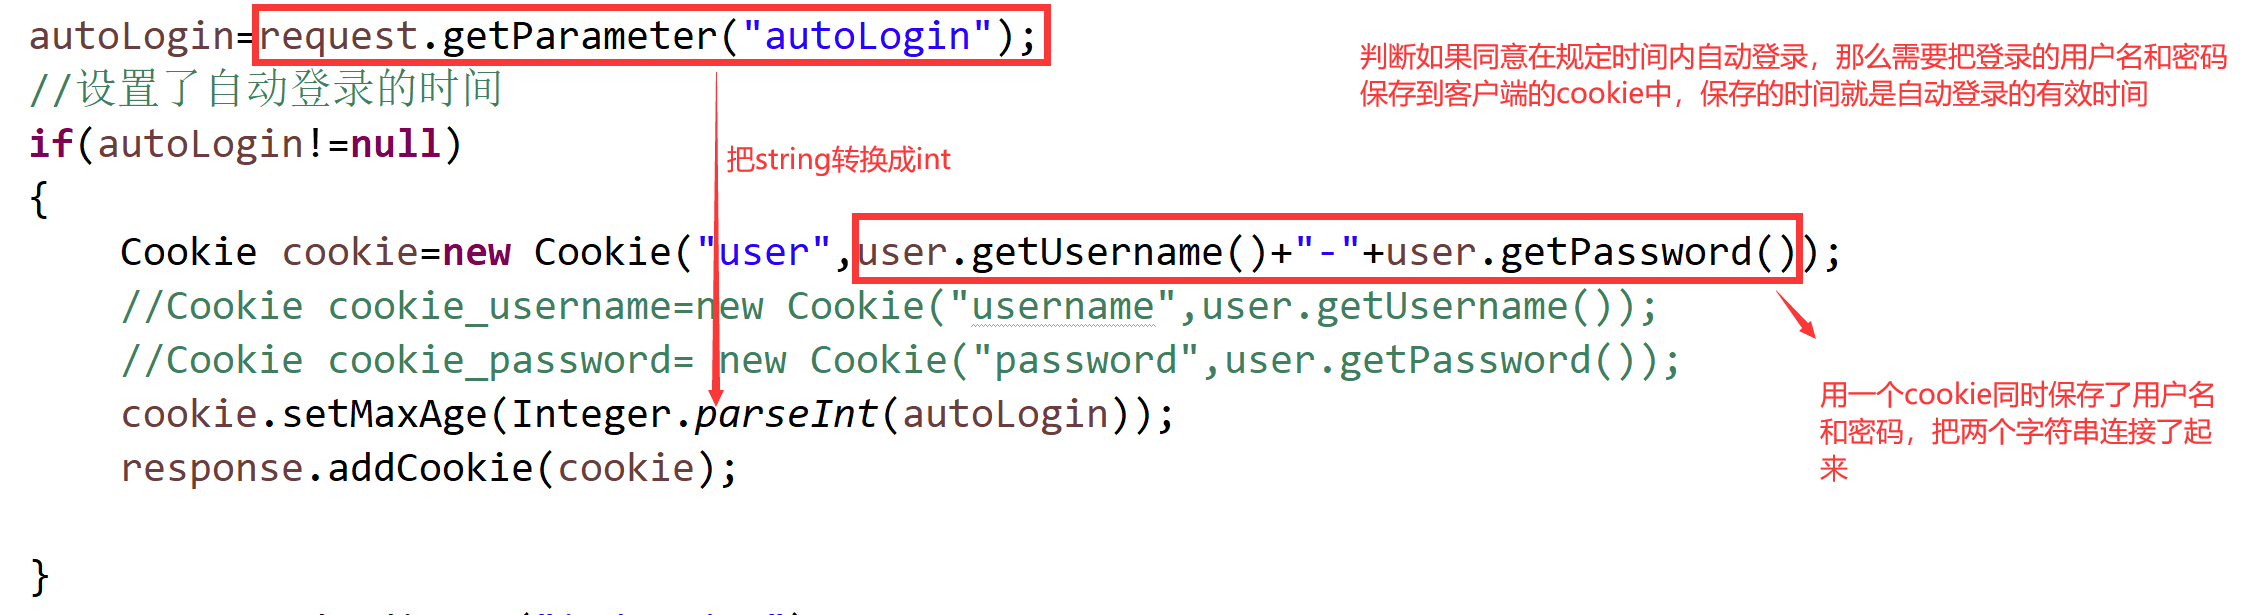 autoLogin=request.getParameter("autoLogin");
//设置了自动登录的时间
if(autoLogin!=null)
{
Cookie cookie=new Cookie("user",user.getUsername()+"-"+user.getPassword());
//Cookie cookie_username=new Cookie("username",user.getUsername());
//Cookie cookie_password= new Cookie("password",user.getPassword());
cookie.setMaxAge(Integer.parseInt(autoLogin));
response.addCookie(cookie);
}
判断如果同意在规定时间内自动登录，那么需要把登录的用户名和密码
保存到客户端的cookie中，保存的时间就是自动登录的有效时间
把string转换成int
用一个cookie同时保存了用户名
和密码，把两个字符串连接了起
来